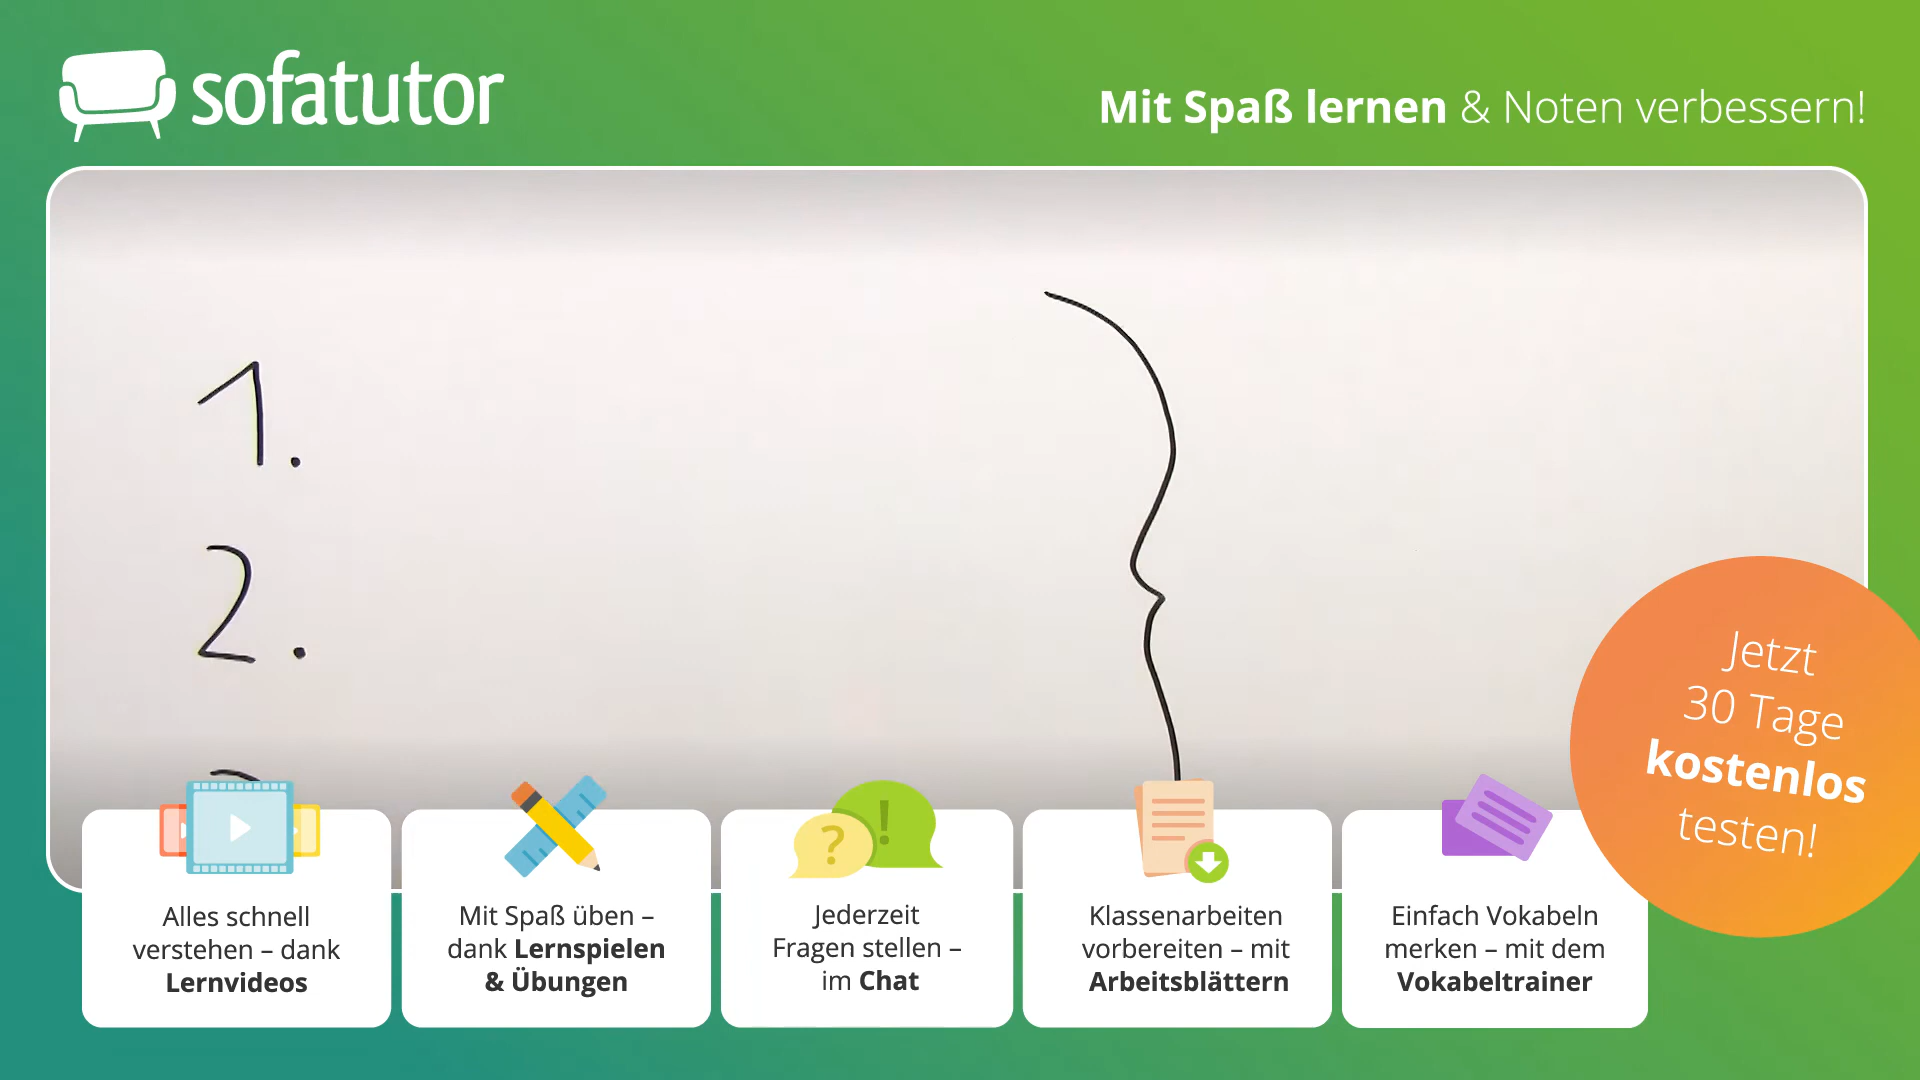 sofatutor
Mit Spaß lernen & Noten verbessern!
1.
2.
Jetzt
30 Tage
kostenlos
testen!
Alles schnell
verstehen – dank
Lernvideos
Mit Spaß üben –
dank Lernspielen
& Übungen
?
!
Jederzeit
Fragen stellen –
im Chat
Klassenarbeiten
vorbereiten – mit
Arbeitsblättern
Einfach Vokabeln
merken – mit dem
Vokabeltrainer